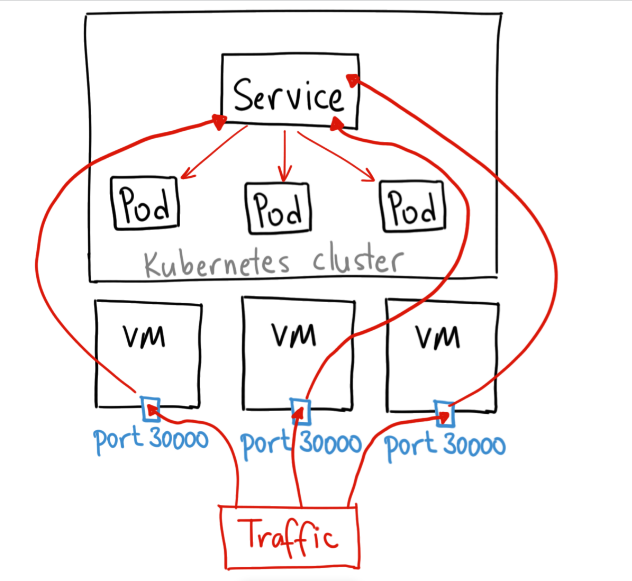 Service
Pod
Pod
Pod
Kubernetes cluster
VM
VM
VM
port 30000
port 30000
port 30000
Traffic